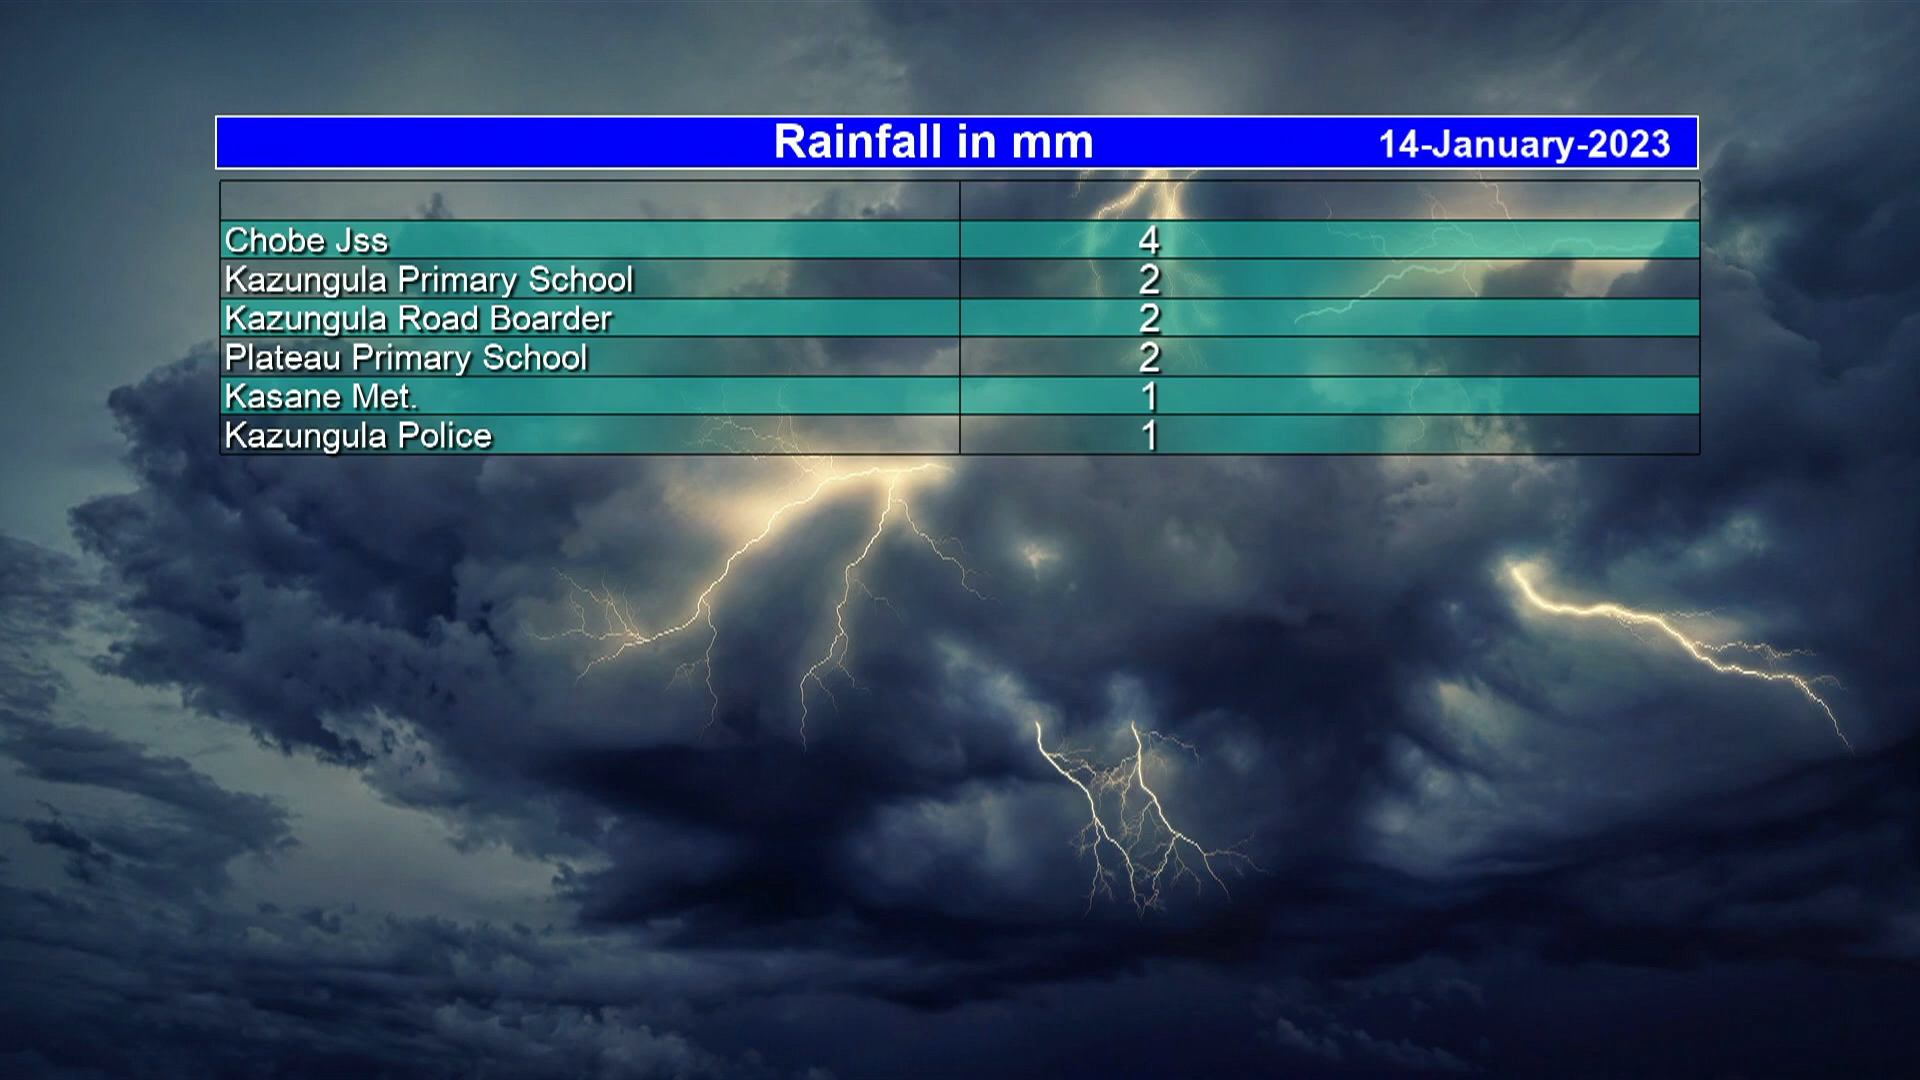 Rainfall in mm 14-January-2023
Chobe Jss 4
Kazungula Primary School 2
Kazungula Road Boarder 2
Plateau Primary School 2
Kasane Met. 1
Kazungula Police 1